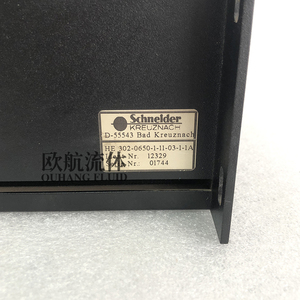 Schneider
KREUZNACH
D-55543 Bad Kreuznach
HE 302-0650-1-11-03-1-1A
Nr. 12329
Nr. 01744
欧航流体
OUHANG FLUID